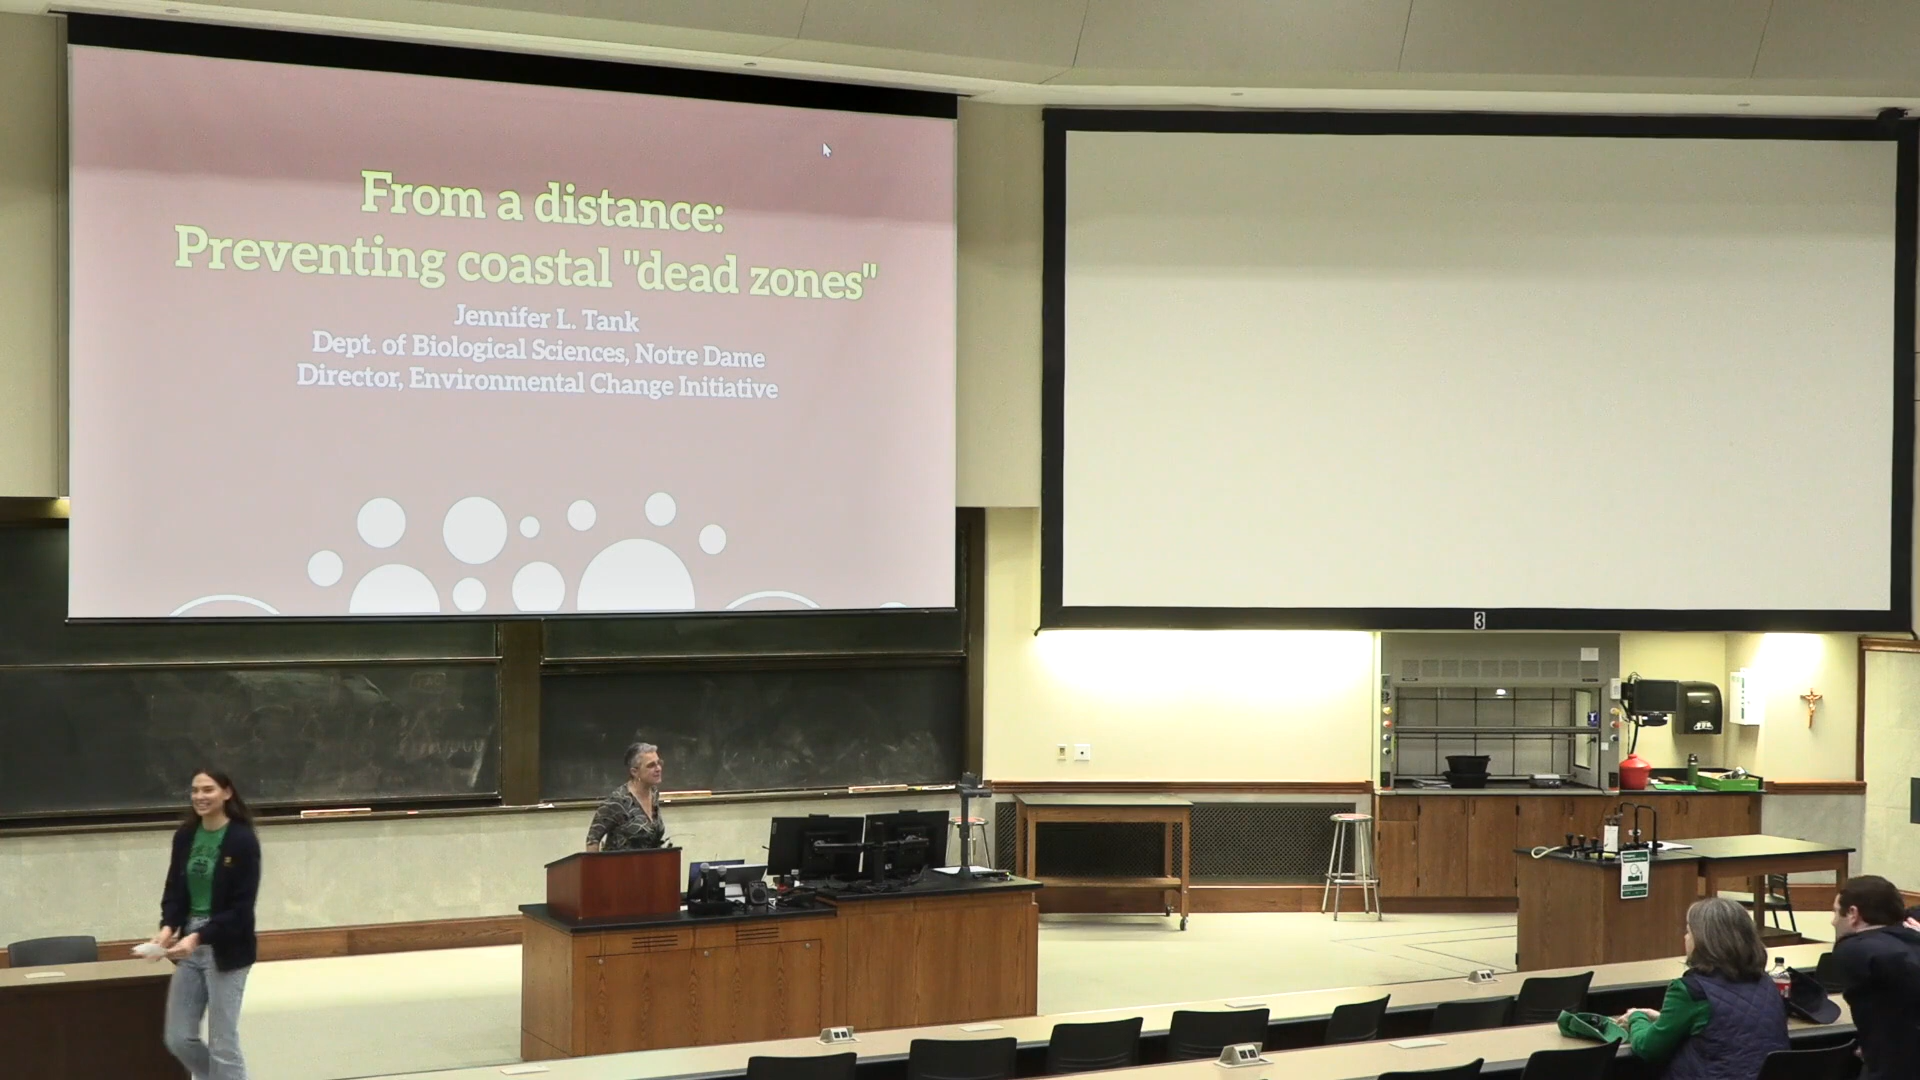 From a distance:
Preventing coastal "dead zones"
Jennifer L. Tank
Dept. of Biological Sciences, Notre Dame
Director, Environmental Change Initiative
3